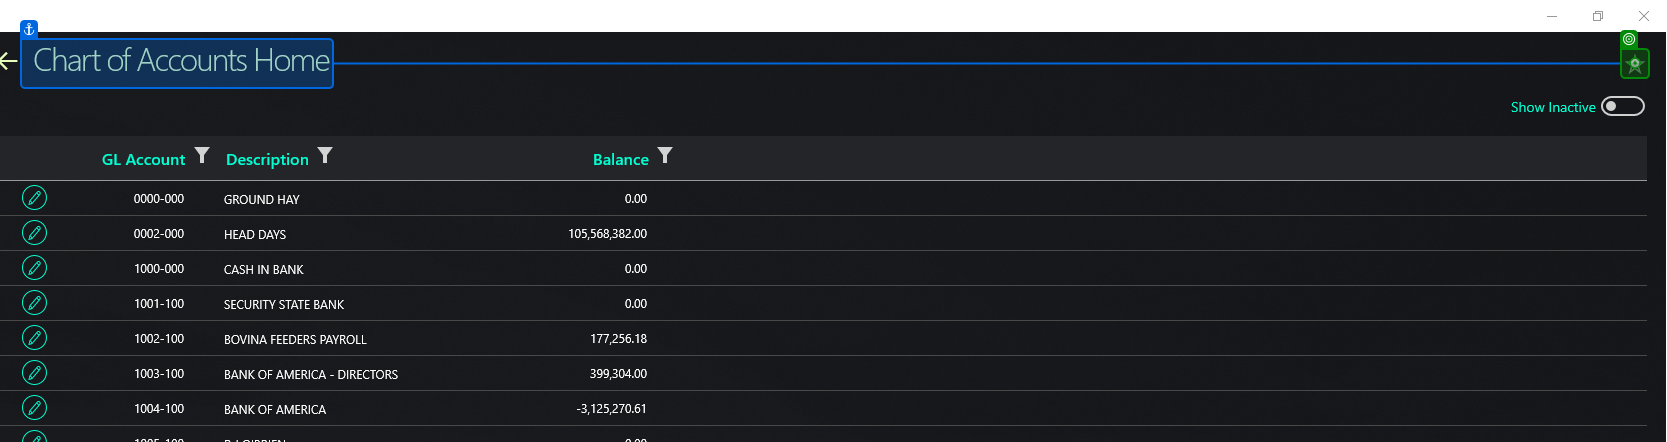 Chart of Accounts Home
Show Inactive
GL Account Description Balance
0000-000 GROUND HAY 0.00
0002-000 HEAD DAYS 105,568,382.00
1000-000 CASH IN BANK 0.00
1001-100 SECURITY STATE BANK 0.00
1002-100 BOVINA FEEDERS PAYROLL 177,256.18
1003-100 BANK OF AMERICA - DIRECTORS 399,304.00
1004-100 BANK OF AMERICA -3,125,270.61